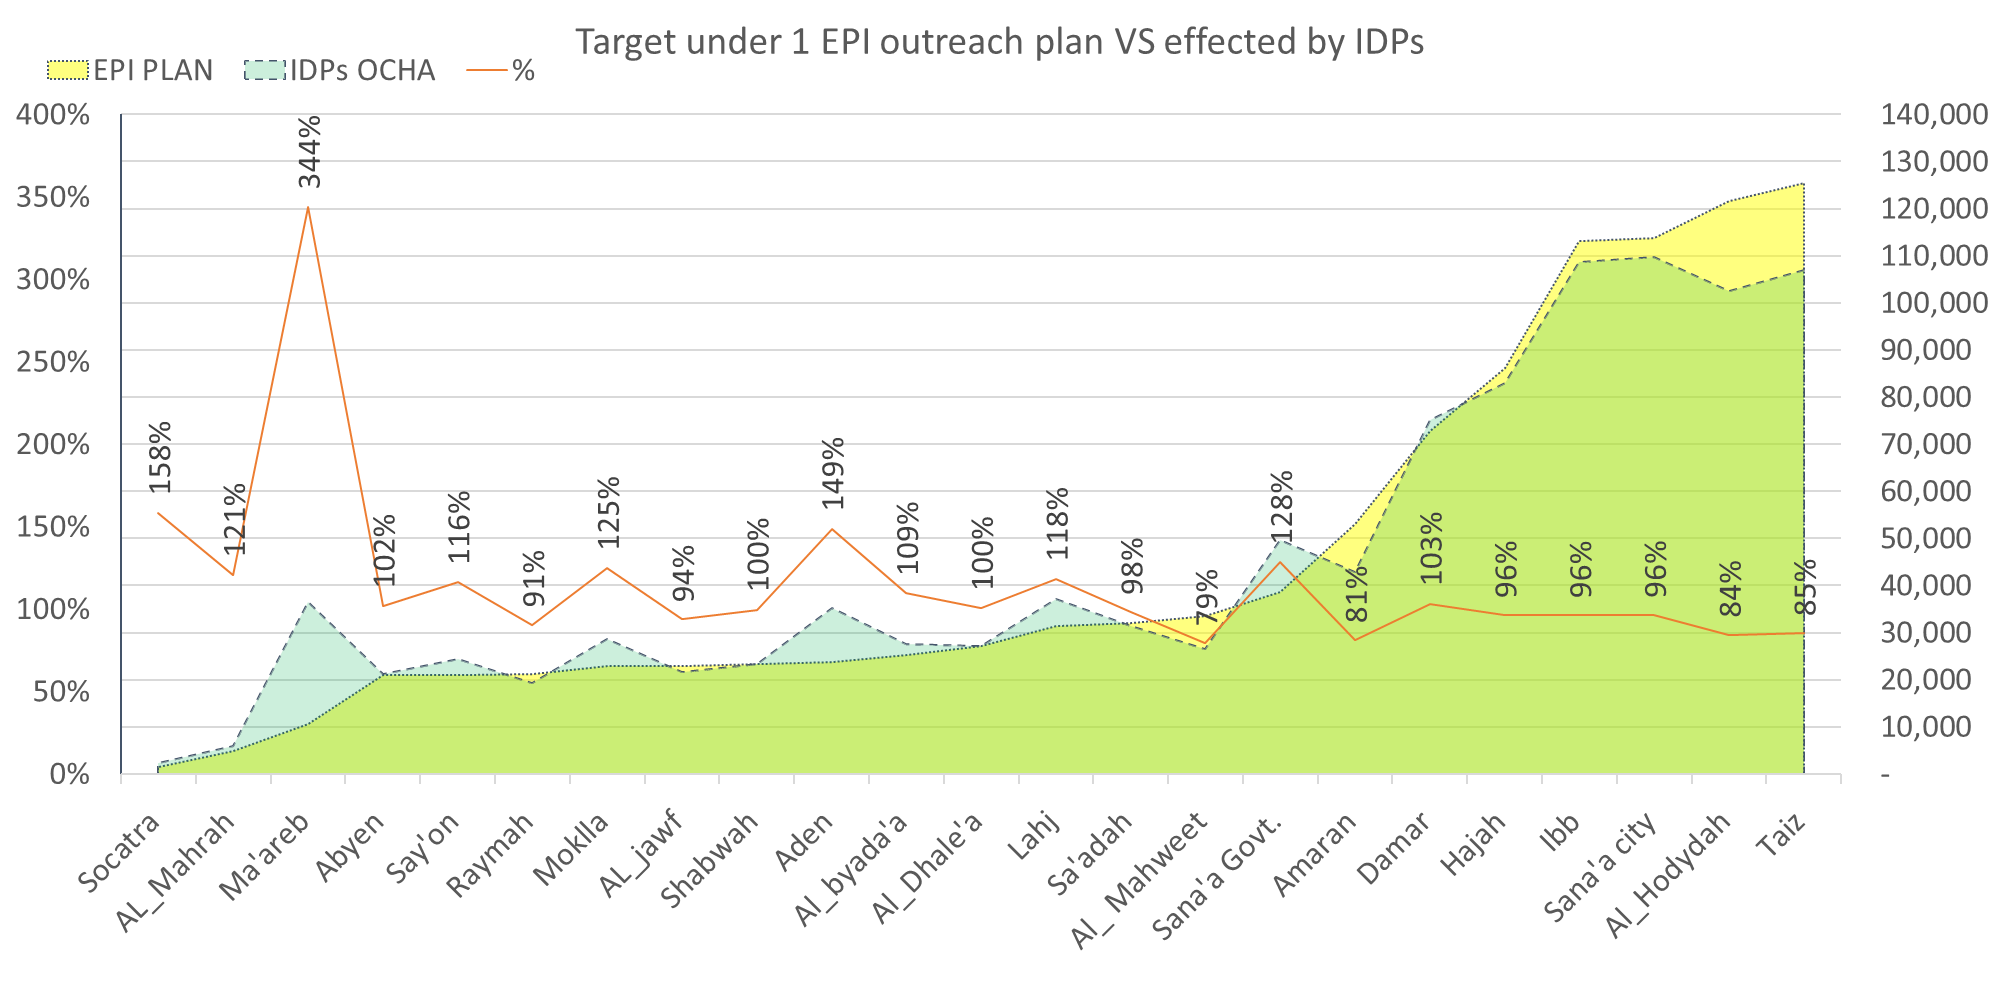 Target under 1 EPI outreach plan VS effected by IDPs
EPI PLAN IDPs OCHA %
400%
350%
300%
250%
200%
150%
100%
50%
0%
140,000
130,000
120,000
110,000
100,000
90,000
80,000
70,000
60,000
50,000
40,000
30,000
20,000
10,000
-
158%
121%
344%
102%
116%
91%
125%
94%
100%
149%
109%
100%
118%
98%
79%
128%
81%
103%
96%
96%
96%
84%
85%
Socatra
AL_Mahrah
Ma'areb
Abyen
Say'on
Raymah
Moklla
AL_jawf
Shabwah
Aden
Al_byada'a
Al_Dhale'a
Lahj
Sa'adah
Al_ Mahweet
Sana'a Govt.
Amaran
Damar
Hajah
Ibb
Sana'a city
Al_Hodydah
Taiz